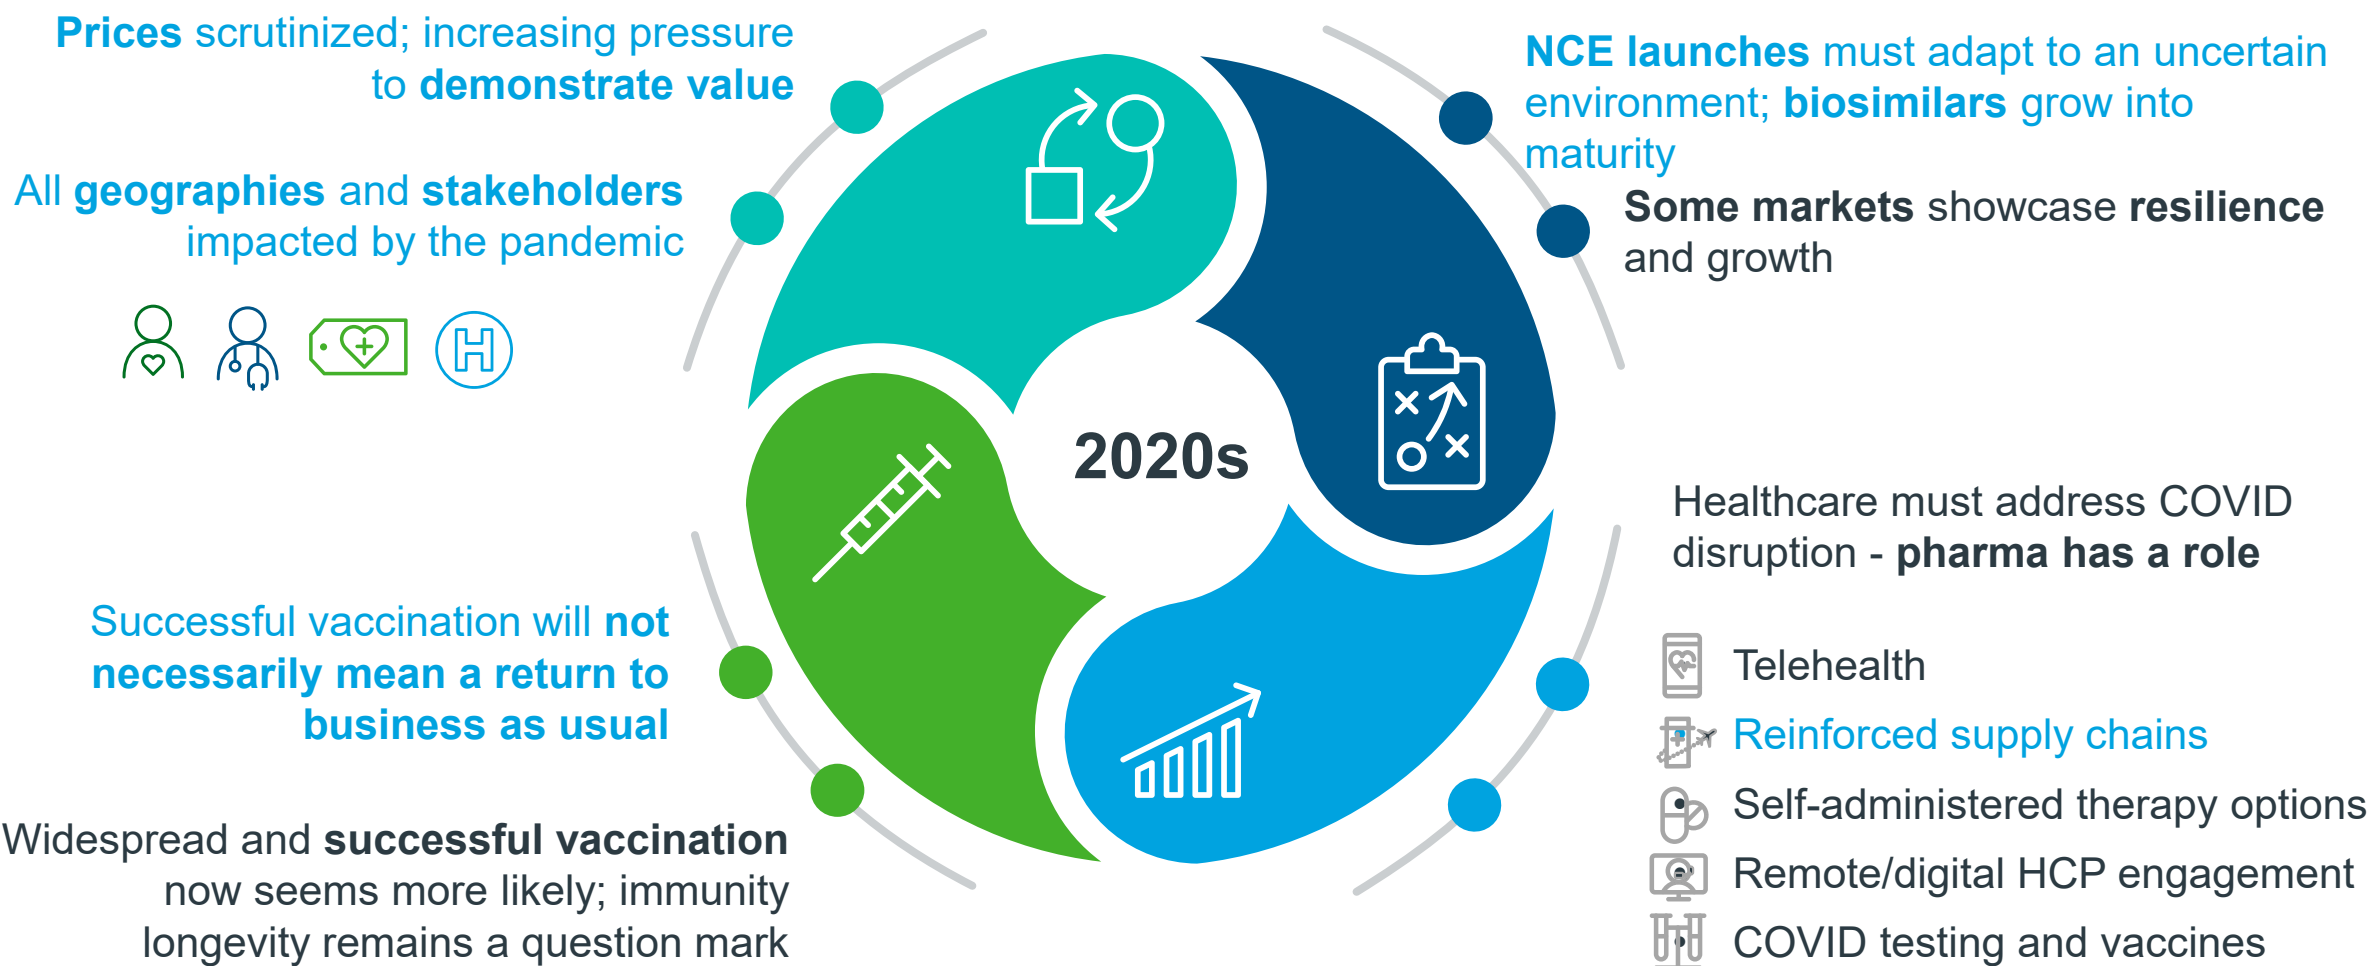 Prices scrutinized; increasing pressure
to demonstrate value
All geographies and stakeholders
impacted by the pandemic
H
NCE launches must adapt to an uncertain
environment; biosimilars grow into
maturity
Some markets showcase resilience
and growth
2020s
Successful vaccination will not
necessarily mean a return to
business as usual
Widespread and successful vaccination
now seems more likely; immunity
longevity remains a question mark
Healthcare must address COVID
disruption - pharma has a role
Telehealth
Reinforced supply chains
Self-administered therapy options
Remote/digital HCP engagement
COVID testing and vaccines